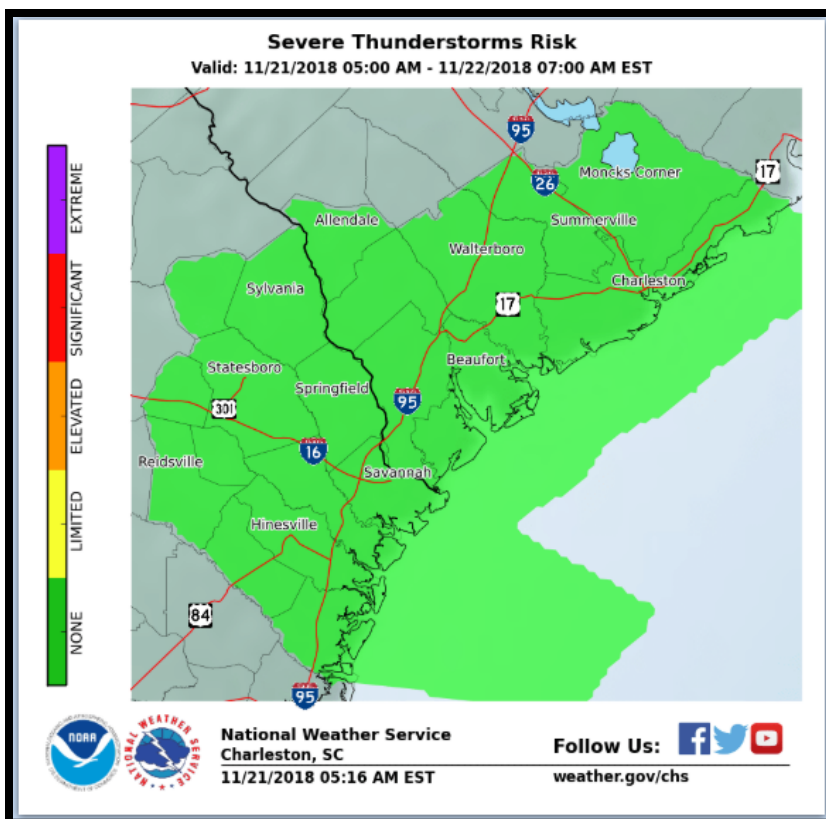 Severe Thunderstorms Risk
Valid: 11/21/2018 05:00 AM - 11/22/2018 07:00 AM EST
EXTREME
SIGNIFICANT
ELEVATED
LIMITED
NONE
95
17
26
Moncks Corner
Allendale
Summerville
Walterboro
Charleston
Sylvania
17
Beaufort
Statesboro
Springfield
95
301
16
Reidsville
Savannah
Hinesville
84
95
NOAA
NATIONAL WEATHER SERVICE
National Weather Service
Charleston, SC
11/21/2018 05:16 AM EST
Follow Us:
weather.gov/chs